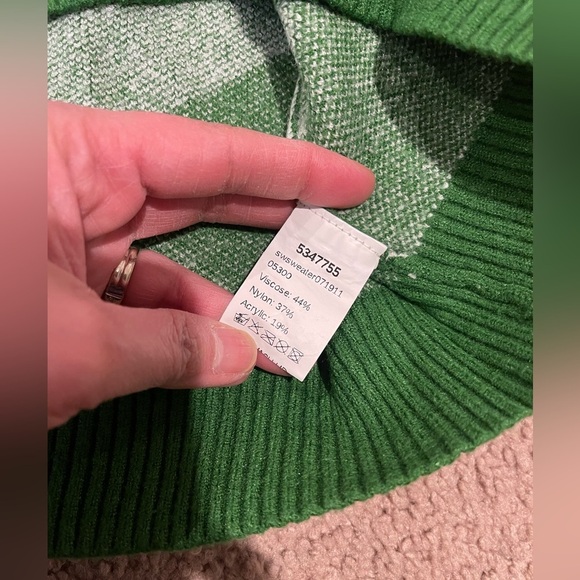 5347755
swsweater071911
05300
Viscose: 44%
Nylon: 37%
Acrylic: 19%